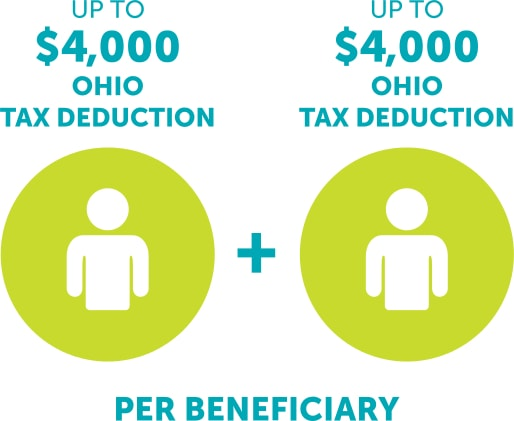 UP TO
$4,000
OHIO
TAX DEDUCTION
UP TO
$4,000
OHIO
TAX DEDUCTION
+
PER BENEFICIARY